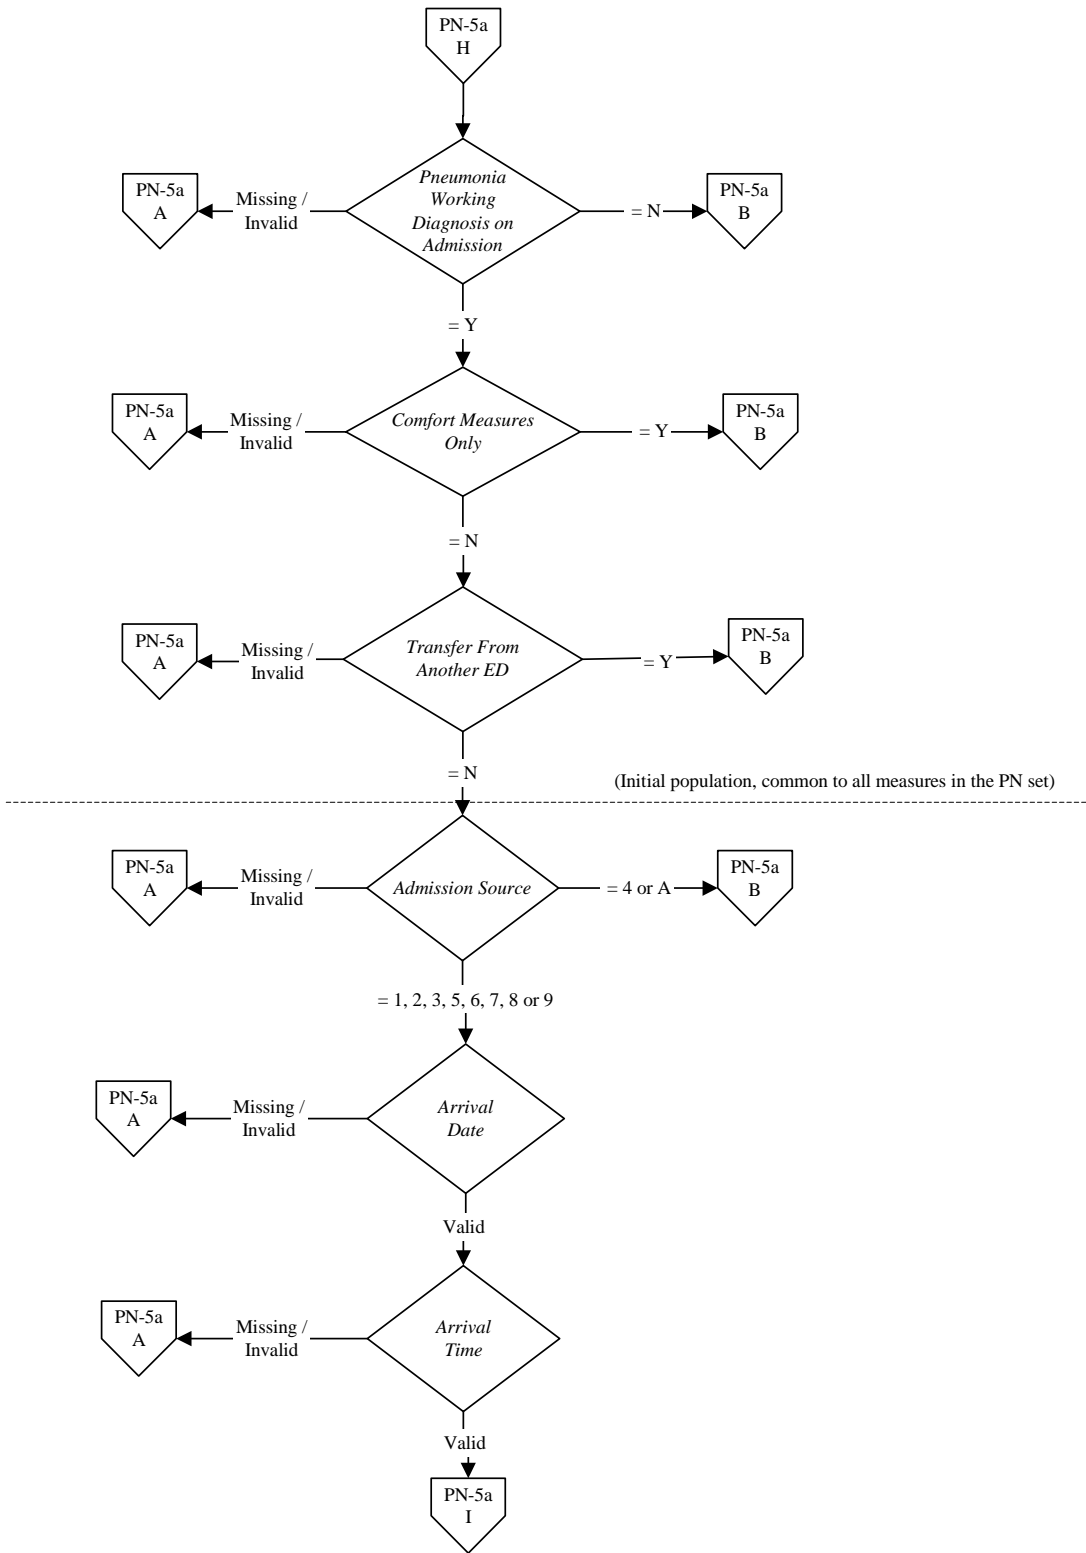 PN-5a
H
Pneumonia
Working
Diagnosis on
Admission
PN-5a
A
Missing /
Invalid
= N
PN-5a
B
= Y
PN-5a
A
Missing /
Invalid
Comfort Measures
Only
= Y
PN-5a
B
= N
PN-5a
A
Missing /
Invalid
Transfer From
Another ED
= Y
PN-5a
B
= N
(Initial population, common to all measures in the PN set)
PN-5a
A
Missing /
Invalid
Admission Source
= 4 or A
PN-5a
B
= 1, 2, 3, 5, 6, 7, 8 or 9
PN-5a
A
Missing /
Invalid
Arrival
Date
Valid
PN-5a
A
Missing /
Invalid
Arrival
Time
Valid
PN-5a
I